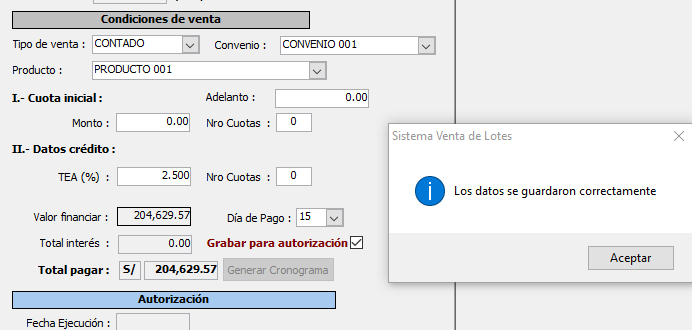 Condiciones de venta
Tipo de venta : CONTADO Convenio : CONVENIO 001
Producto : PRODUCTO 001
I.- Cuota inicial : Adelanto : 0.00
Monto : 0.00 Nro Cuotas : 0
II.- Datos crédito :
TEA (%) : 2.500 Nro Cuotas : 0
Valor financiar : 204,629.57 Día de Pago : 15
Total interés : 0.00 Grabar para autorización
Total pagar : S/ 204,629.57 Generar Cronograma
Autorización
Fecha Ejecución :
Sistema Venta de Lotes
Los datos se guardaron correctamente
Aceptar